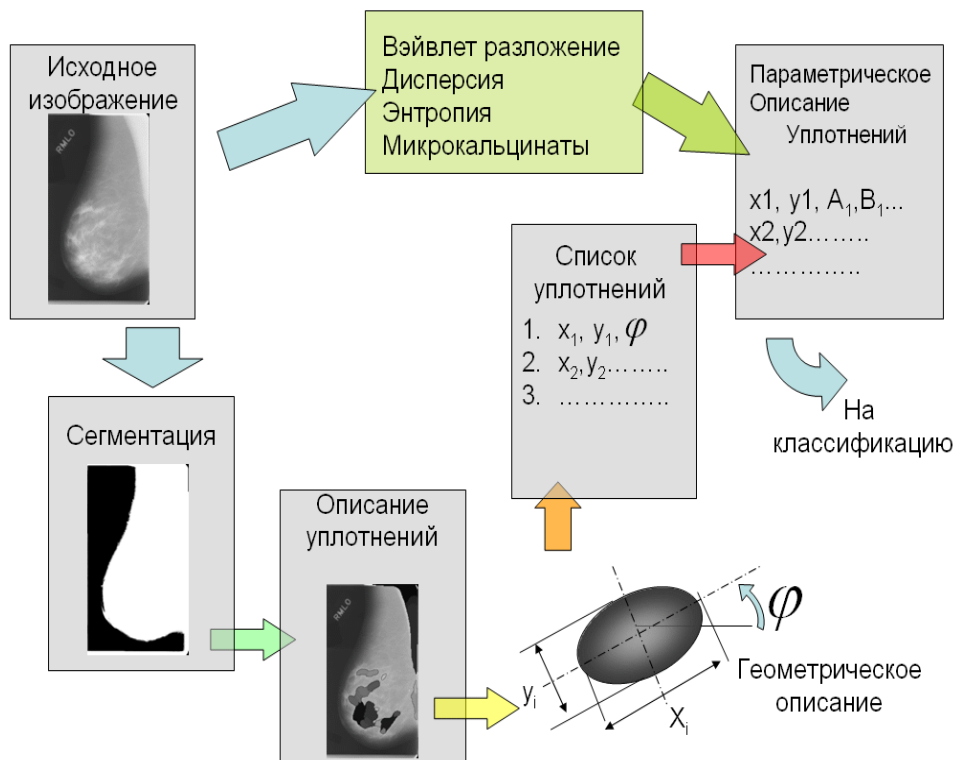 Исходное
изображение
RMLO
Вэйвлет разложение
Дисперсия
Энтропия
Микрокальцинаты
Параметрическое
Описание
Уплотнений
x1, y1, A₁,B₁...
x2,y2........
..............
Список
уплотнений
1. x₁, y₁, φ
2. x₂,y₂........
3. ..............
На
классификацию
Сегментация
Описание
уплотнений
RMLO
φ
yᵢ
Xᵢ
Геометрическое
описание